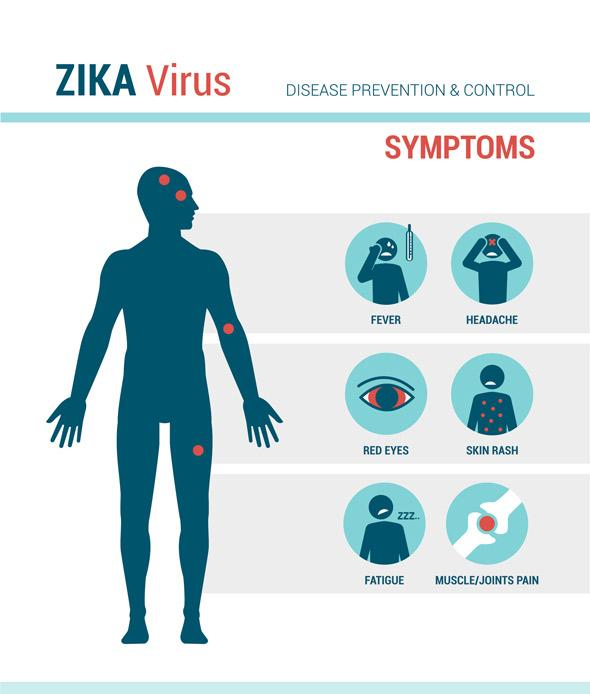 ZIKA Virus
DISEASE PREVENTION & CONTROL
SYMPTOMS
FEVER
HEADACHE
RED EYES
SKIN RASH
ZZZ..
FATIGUE
MUSCLE/JOINTS PAIN